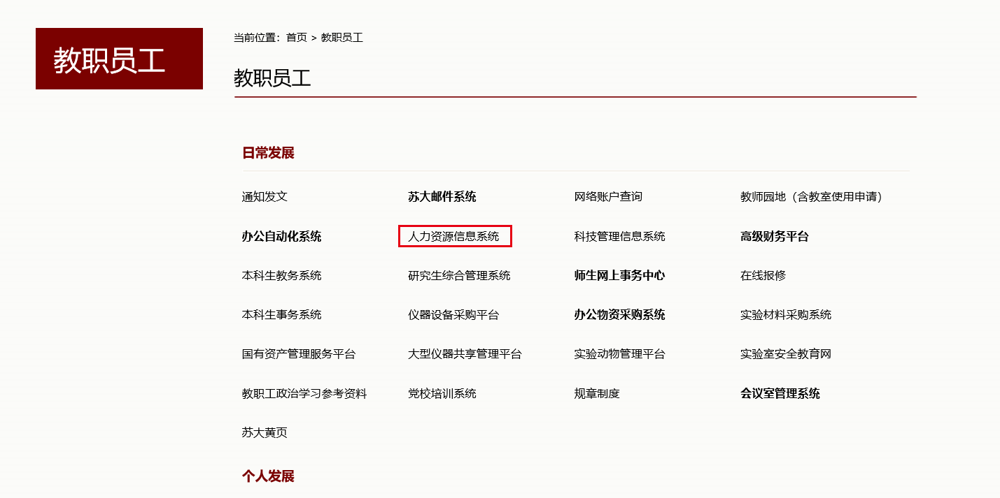 教职员工
当前位置：首页 > 教职员工
教职员工
日常发展
通知发文 苏大邮件系统 网络账户查询 教师园地（含教室使用申请）
办公自动化系统 人力资源信息系统 科技管理信息系统 高级财务平台
本科生教务系统 研究生综合管理系统 师生网上事务中心 在线报修
本科生事务系统 仪器设备采购平台 办公物资采购系统 实验材料采购系统
国有资产管理服务平台 大型仪器共享管理平台 实验动物管理平台 实验室安全教育网
教职工政治学习参考资料 党校培训系统 规章制度 会议室管理系统
苏大黄页
个人发展